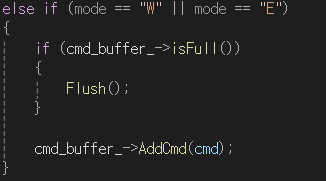 else if (mode == "W" || mode == "E")
{
    if (cmd_buffer_->isFull())
    {
        Flush();
    }

    cmd_buffer_->AddCmd(cmd);
}